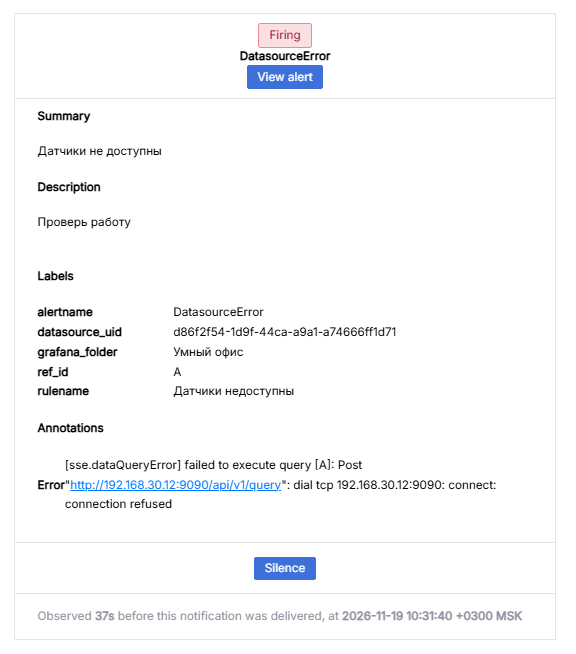 Firing
DatasourceError
View alert
Summary
Датчики не доступны
Description
Проверь работу
Labels
alertname DatasourceError
datasource_uid d86f2f54-1d9f-44ca-a9a1-a74666ff1d71
grafana_folder Умный офис
ref_id A
rulename Датчики недоступны
Annotations
[sse.dataQueryError] failed to execute query [A]: Post
Error "http://192.168.30.12:9090/api/v1/query": dial tcp 192.168.30.12:9090: connect:
connection refused
Silence
Observed 37s before this notification was delivered, at 2026-11-19 10:31:40 +0300 MSK